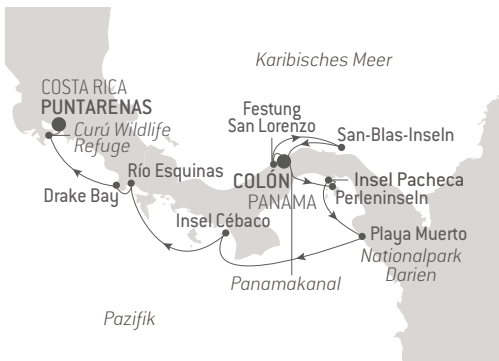 Karibisches Meer
COSTA RICA
PUNTARENAS
Curú Wildlife
Refuge
Festung
San Lorenzo
San-Blas-Inseln
Río Esquinas
Drake Bay
COLÓN
PANAMA
Insel Pacheca
Perleninseln
Insel Cébaco
Playa Muerto
Nationalpark
Darien
Panamakanal
Pazifik